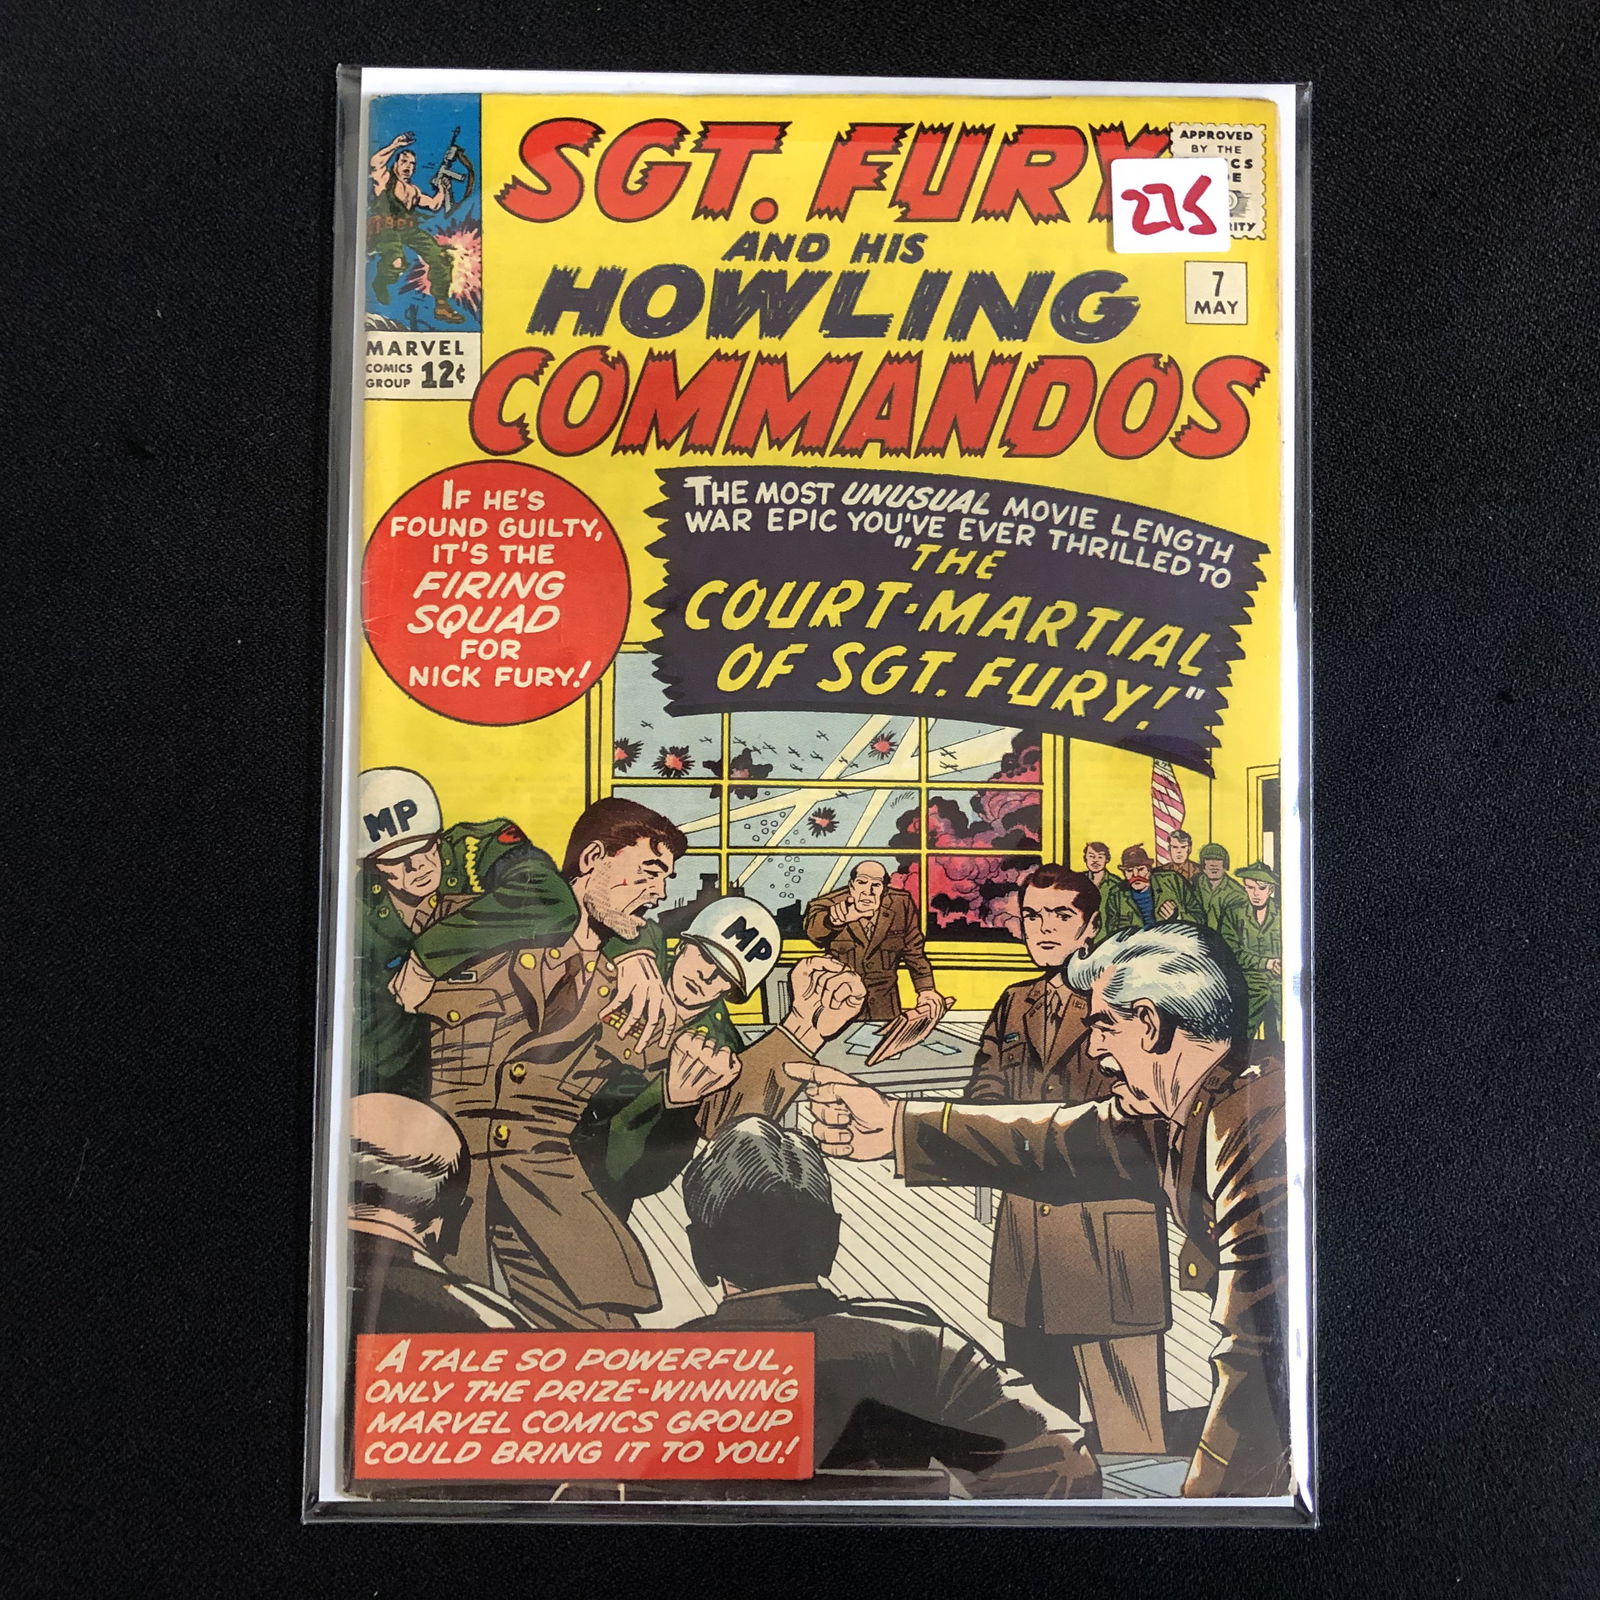 SGT. FURY
AND HIS
HOWLING
COMMANDOS
APPROVED
BY THE
275
7
MAY
MARVEL
COMICS
GROUP 12¢
IF HE'S
FOUND GUILTY,
IT'S THE
FIRING
SQUAD
FOR
NICK FURY!
THE MOST UNUSUAL MOVIE LENGTH
WAR EPIC YOU'VE EVER THRILLED TO
"THE
COURT-MARTIAL
OF SGT. FURY!"
MP
MP
A TALE SO POWERFUL,
ONLY THE PRIZE-WINNING
MARVEL COMICS GROUP
COULD BRING IT TO YOU!